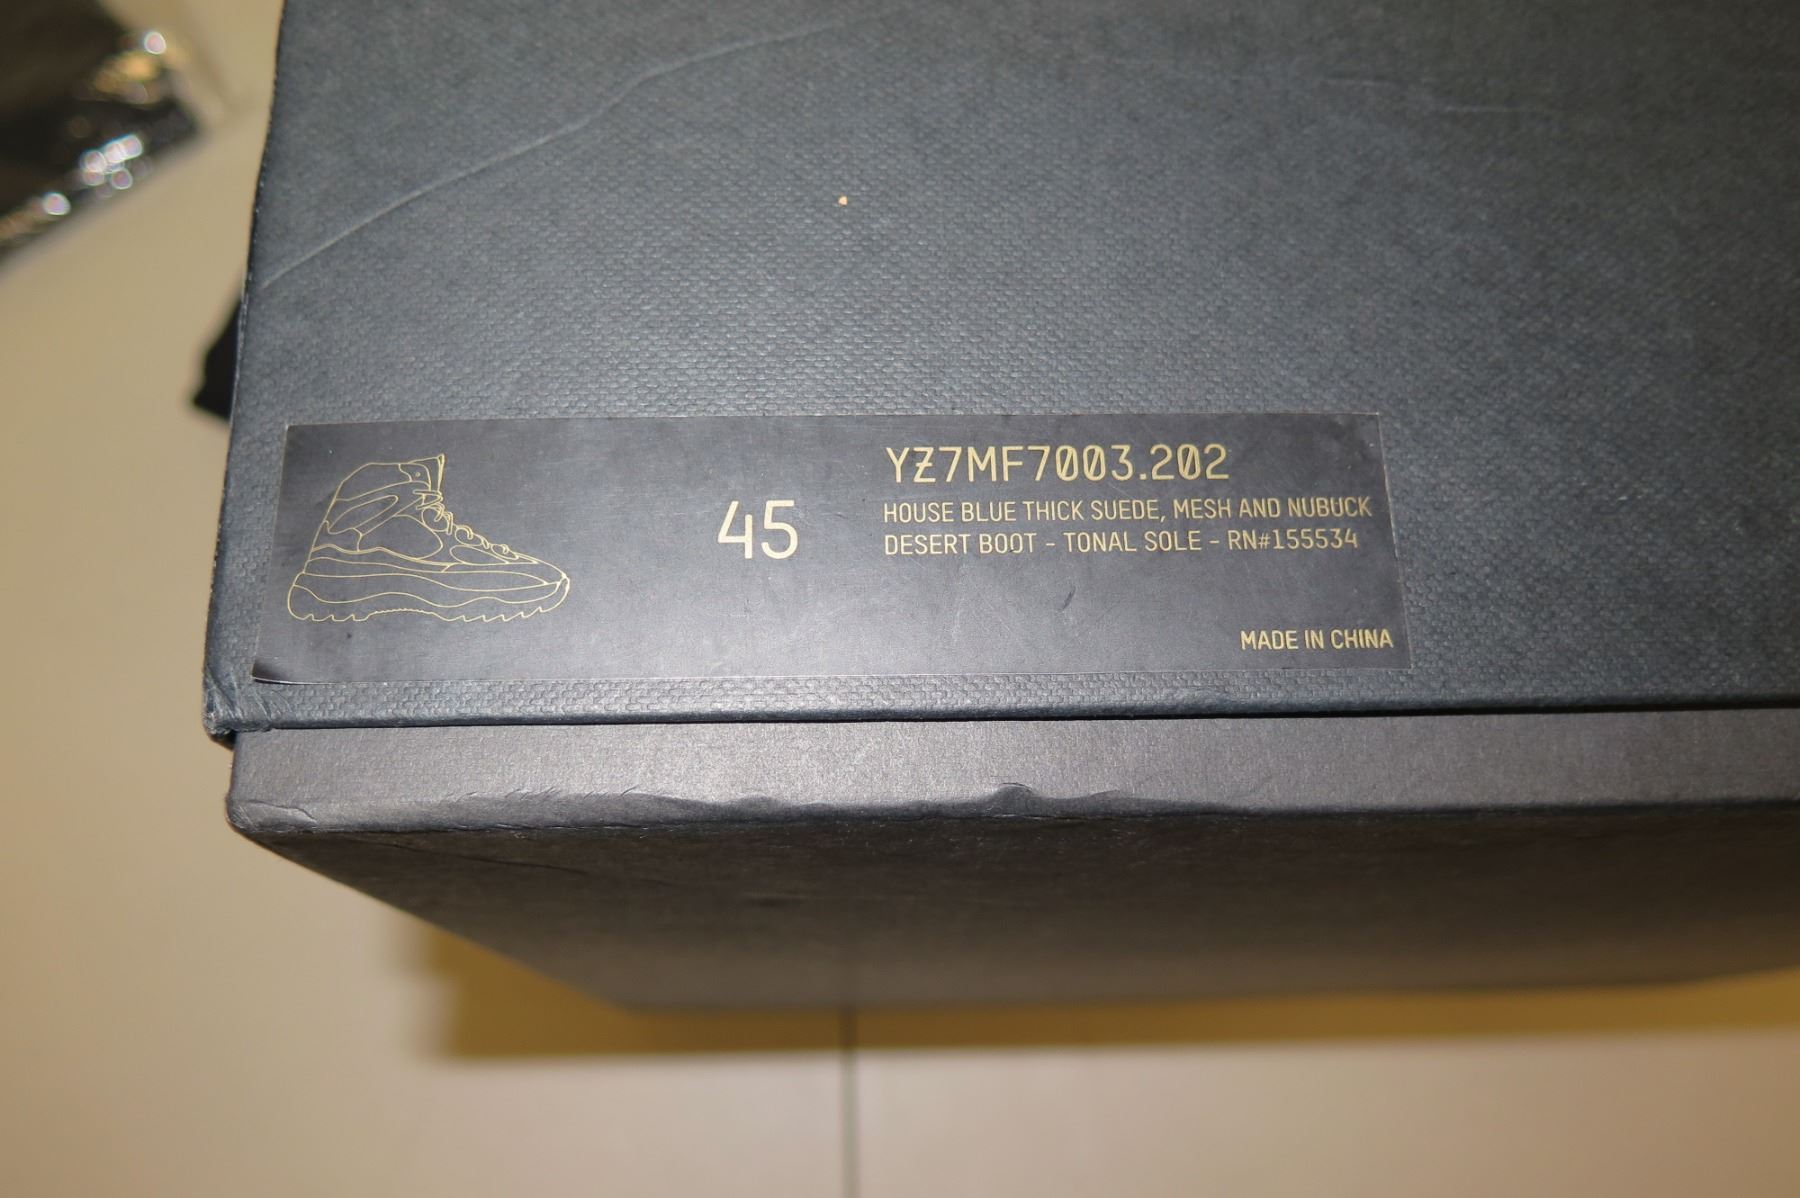 45
YZ7MF7003.202
HOUSE BLUE THICK SUEDE, MESH AND NUBUCK
DESERT BOOT - TONAL SOLE - RN#155534
MADE IN CHINA